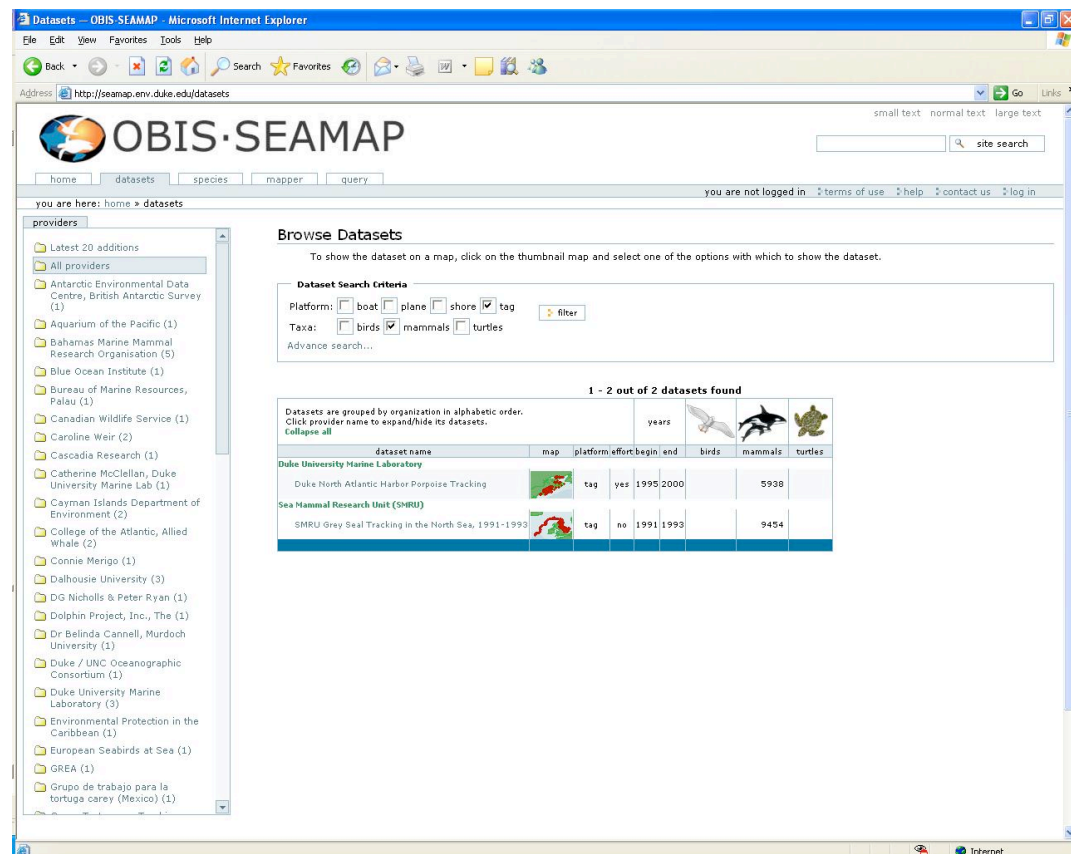 Datasets — OBIS-SEAMAP - Microsoft Internet Explorer
File Edit View Favorites Tools Help
Back Search Favorites
Address http://seamap.env.duke.edu/datasets Go Links
small text normal text large text
OBIS·SEAMAP
site search
home datasets species mapper query
you are not logged in terms of use help contact us log in
you are here: home » datasets
providers
Latest 20 additions
All providers
Antarctic Environmental Data
Centre, British Antarctic Survey
(1)
Aquarium of the Pacific (1)
Bahamas Marine Mammal
Research Organisation (5)
Blue Ocean Institute (1)
Bureau of Marine Resources,
Palau (1)
Canadian Wildlife Service (1)
Caroline Weir (2)
Cascadia Research (1)
Catherine McClellan, Duke
University Marine Lab (1)
Cayman Islands Department of
Environment (2)
College of the Atlantic, Allied
Whale (2)
Connie Merigo (1)
Dalhousie University (3)
DG Nicholls & Peter Ryan (1)
Dolphin Project, Inc., The (1)
Dr Belinda Cannell, Murdoch
University (1)
Duke / UNC Oceanographic
Consortium (1)
Duke University Marine
Laboratory (3)
Environmental Protection in the
Caribbean (1)
European Seabirds at Sea (1)
GREA (1)
Grupo de trabajo para la
tortuga carey (Mexico) (1)
Browse Datasets
To show the dataset on a map, click on the thumbnail map and select one of the options with which to show the dataset.
Dataset Search Criteria
Platform: boat plane shore tag
filter
Taxa: birds mammals turtles
Advance search...
1 - 2 out of 2 datasets found
Datasets are grouped by organization in alphabetic order.
Click provider name to expand/hide its datasets.
Collapse all
years
dataset name map platform effort begin end birds mammals turtles
Duke University Marine Laboratory
Duke North Atlantic Harbor Porpoise Tracking tag yes 1995 2000 5938
Sea Mammal Research Unit (SMRU)
SMRU Grey Seal Tracking in the North Sea, 1991-1993 tag no 1991 1993 9454
Internet